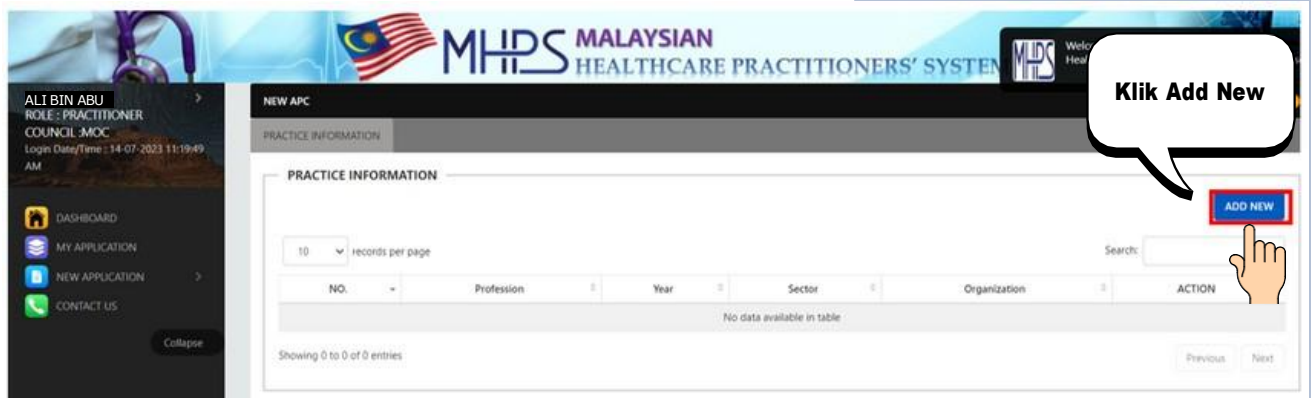 MHPS MALAYSIAN
HEALTHCARE PRACTITIONERS' SYSTEM
MHPS
Klik Add New
ALI BIN ABU
ROLE : PRACTITIONER
COUNCIL :MOC
Login Date/Time : 14-07-2023 11:19:49
AM
DASHBOARD
MY APPLICATION
NEW APPLICATION
CONTACT US
Collapse
NEW APC
PRACTICE INFORMATION
PRACTICE INFORMATION
ADD NEW
10 records per page
Search:
NO. Profession Year Sector Organization ACTION
No data available in table
Showing 0 to 0 of 0 entries
Previous Next